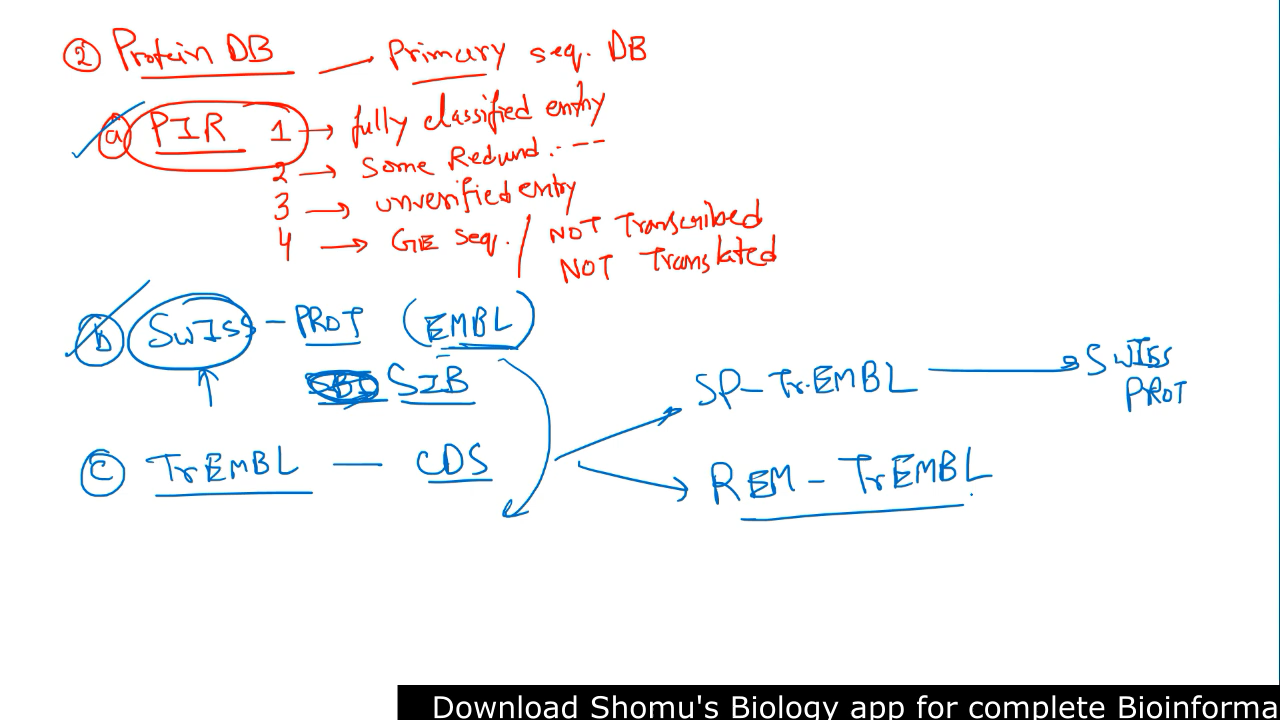 ② Protein DB — Primary seq. DB
ⓐ PIR 1 → fully classified entry
2 → Some Redund. - --
3 → unverified entry
4 → GE seq. / NOT Transcribed
NOT Translated
ⓑ SWISS - PROT (EMBL)
SIB
SP-Tr.EMBL → SWISS PROT
ⓒ TrEMBL — CDS
REM - TrEMBL
Download Shomu's Biology app for complete Bioinforma